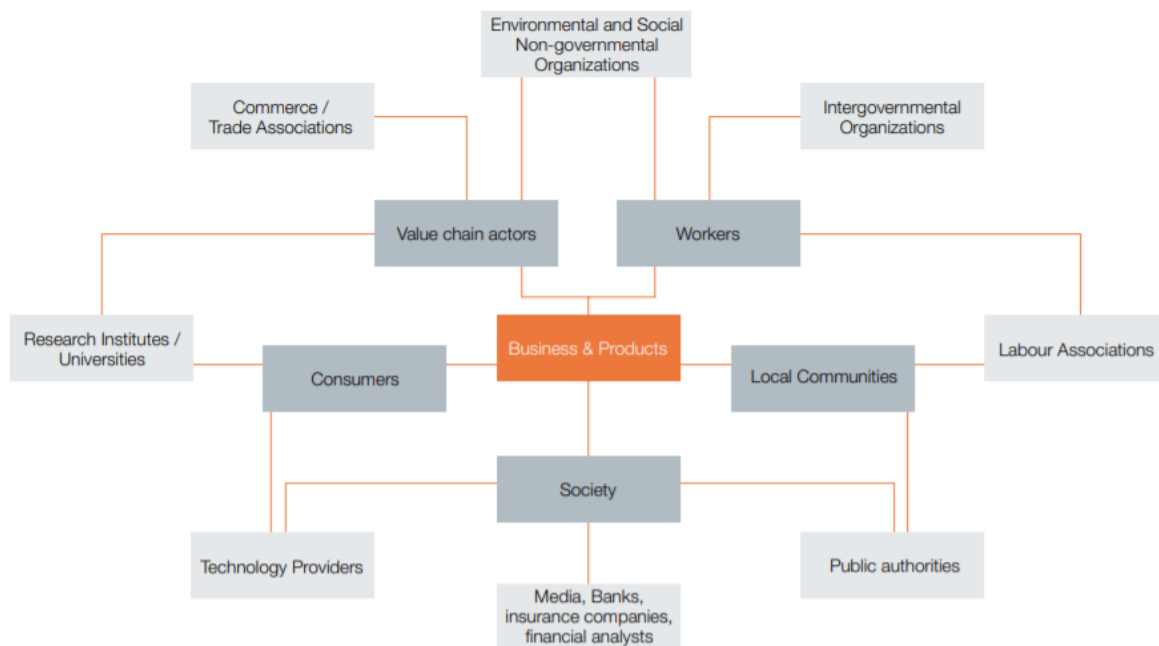 Environmental and Social
Non-governmental
Organizations
Commerce /
Trade Associations
Intergovernmental
Organizations
Value chain actors
Workers
Research Institutes /
Universities
Business & Products
Labour Associations
Consumers
Local Communities
Society
Technology Providers
Public authorities
Media, Banks,
insurance companies,
financial analysts